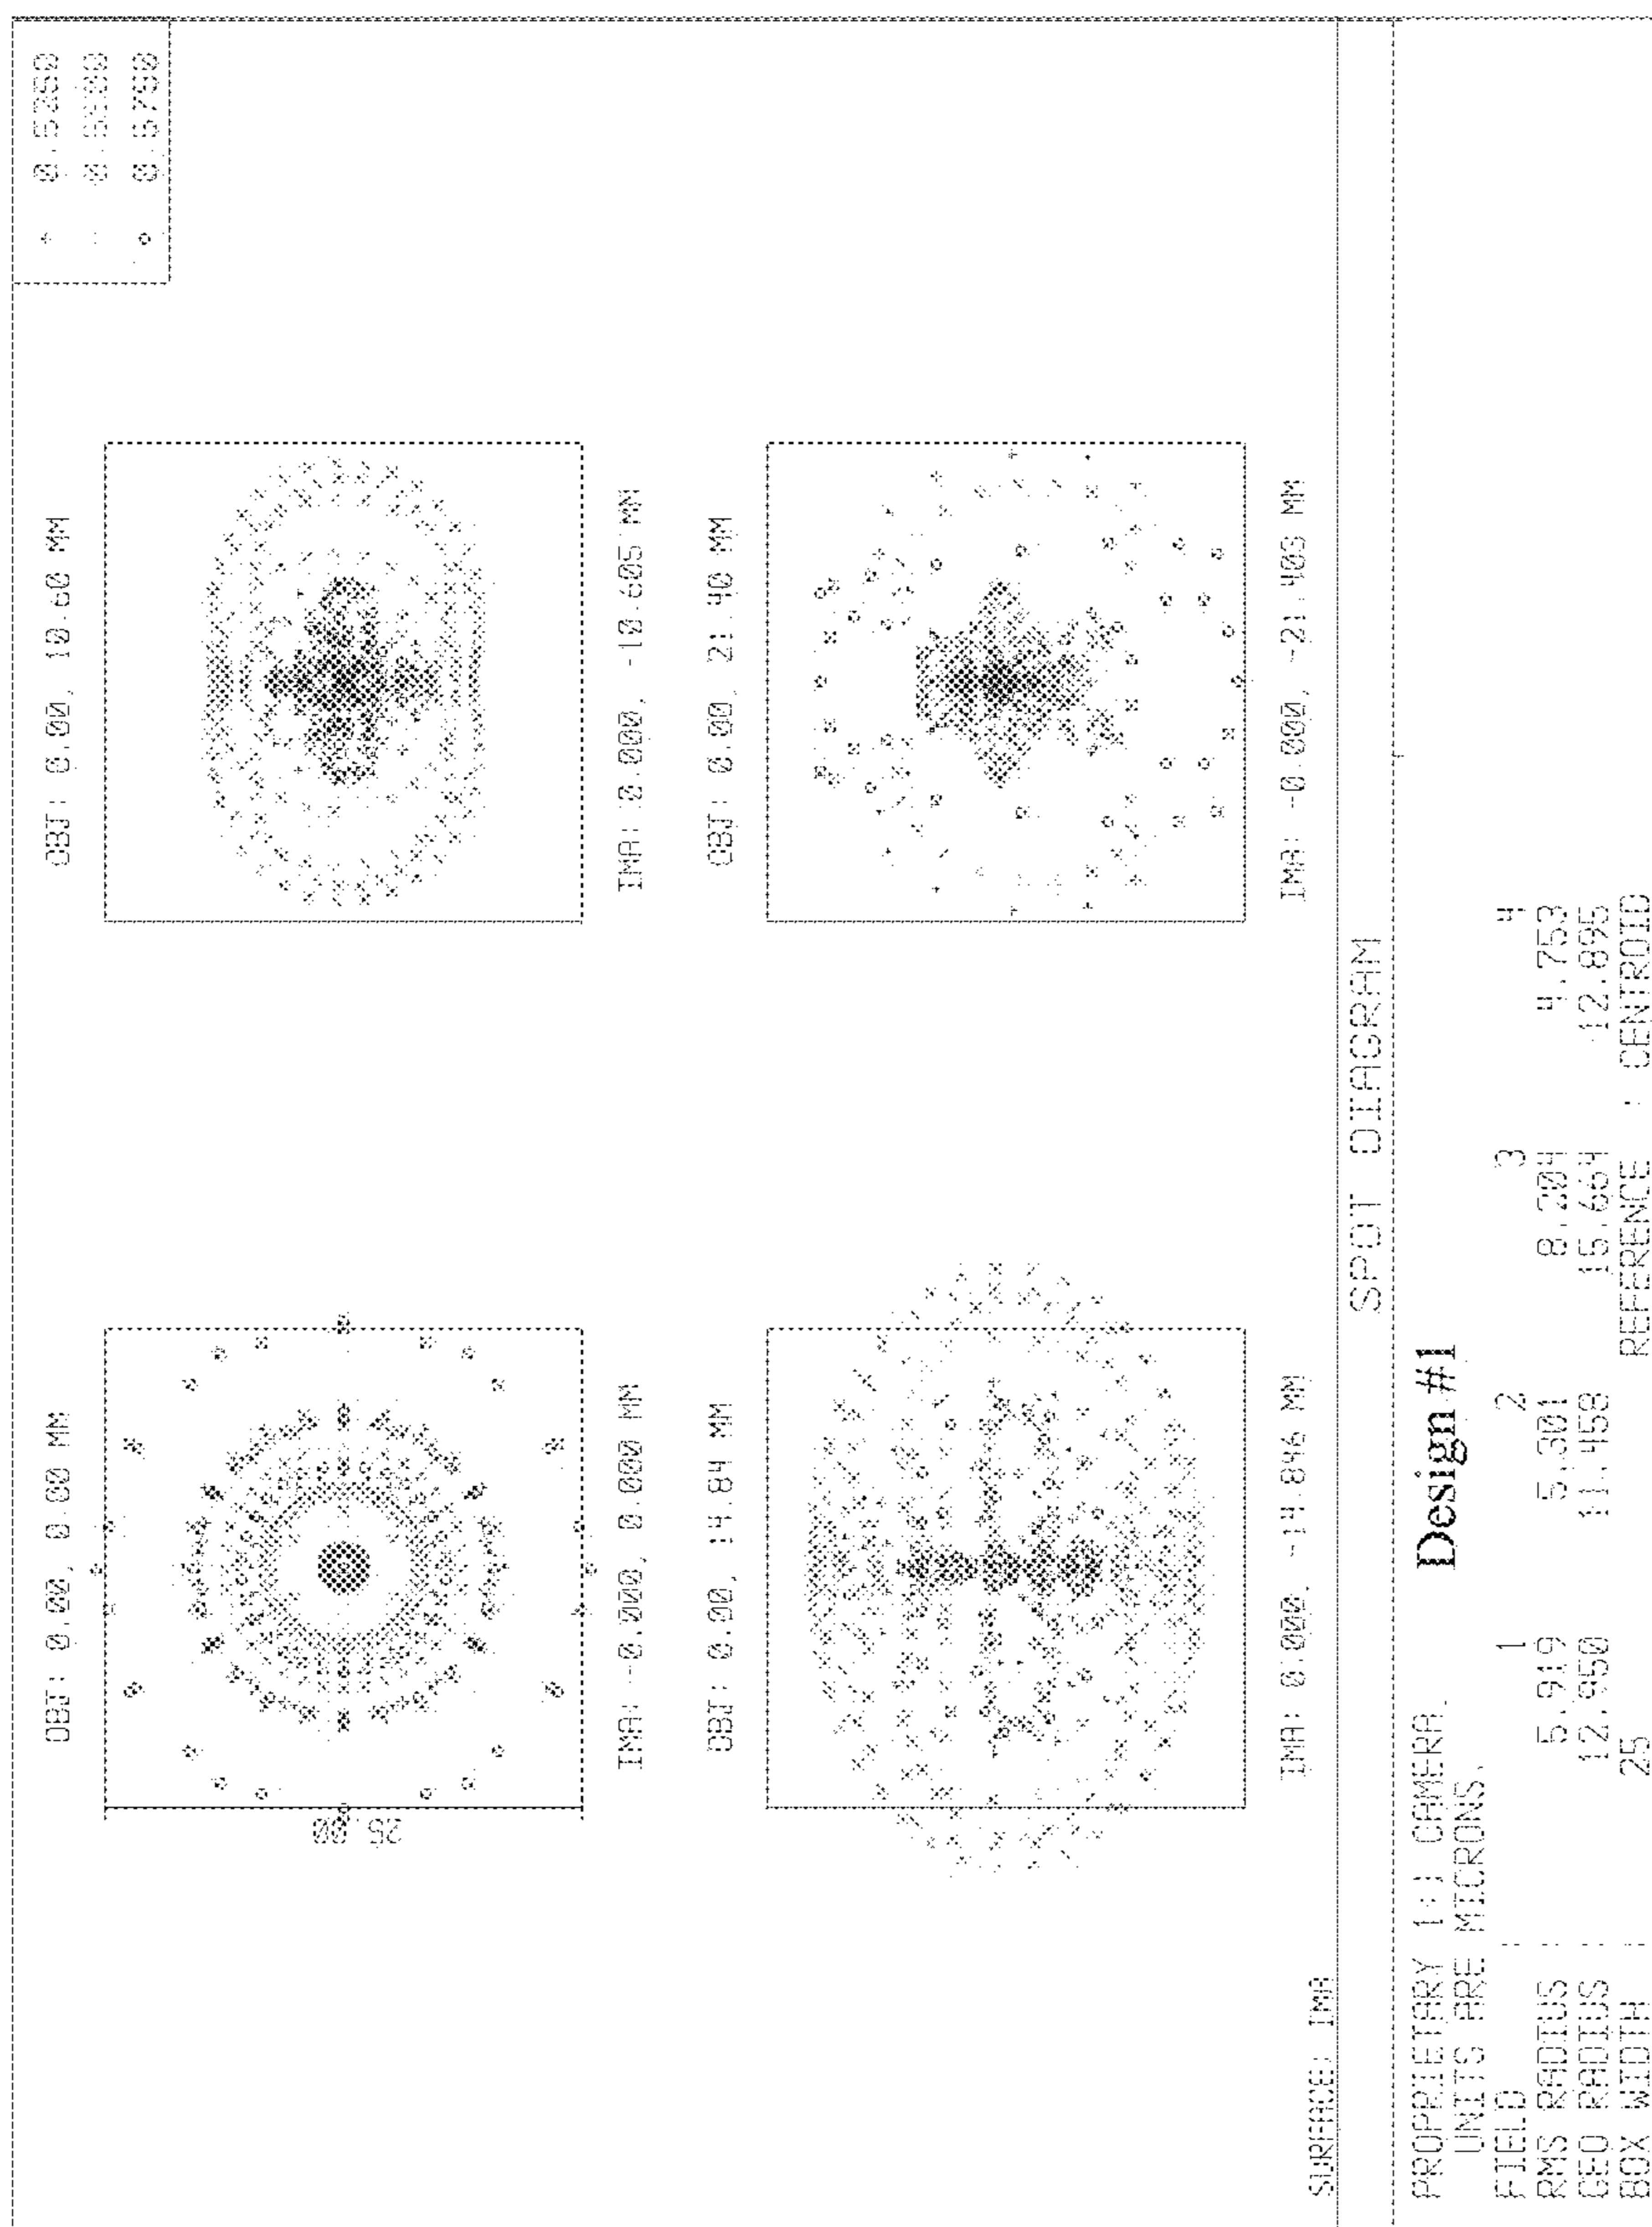 + 0.5250
0.5500
o 0.5750
OBJ: 0.00, 0.00 MM
OBJ: 0.00, 10.60 MM
25.00
IMA: -0.000, 0.000 MM
IMA: 0.000, -10.605 MM
OBJ: 0.00, 14.84 MM
OBJ: 0.00, 21.40 MM
IMA: 0.000, -14.846 MM
IMA: -0.000, -21.403 MM
SURFACE: IMA
SPOT DIAGRAM
PROPRIETARY 1:1 CAMERA.
Design #1
UNITS ARE MICRONS.
FIELD : 1 2 3 4
RMS RADIUS : 5.919 5.301 8.204 4.753
GEO RADIUS : 12.950 11.458 15.664 12.895
BOX WIDTH : 25 REFERENCE : CENTROID